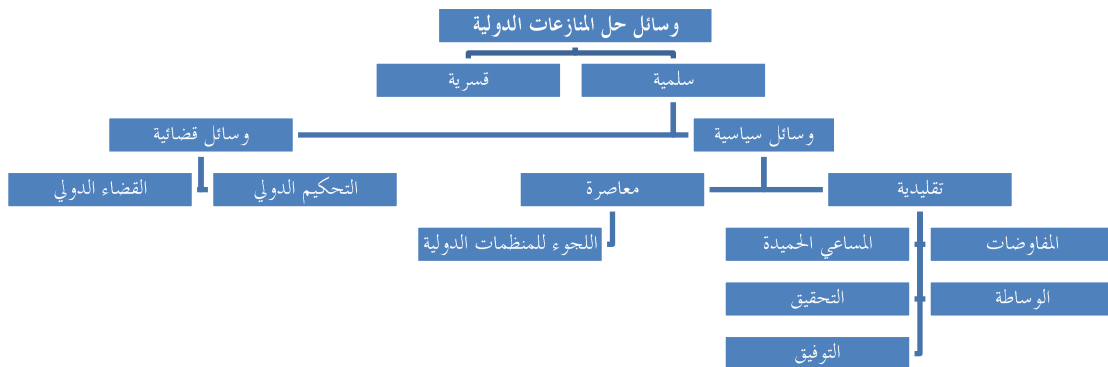 وسائل حل المنازعات الدولية
سلمية
قسرية
وسائل سياسية
وسائل قضائية
تقليدية
معاصرة
التحكيم الدولي
القضاء الدولي
المفاوضات
المساعي الحميدة
اللجوء للمنظمات الدولية
الوساطة
التحقيق
التوفيق